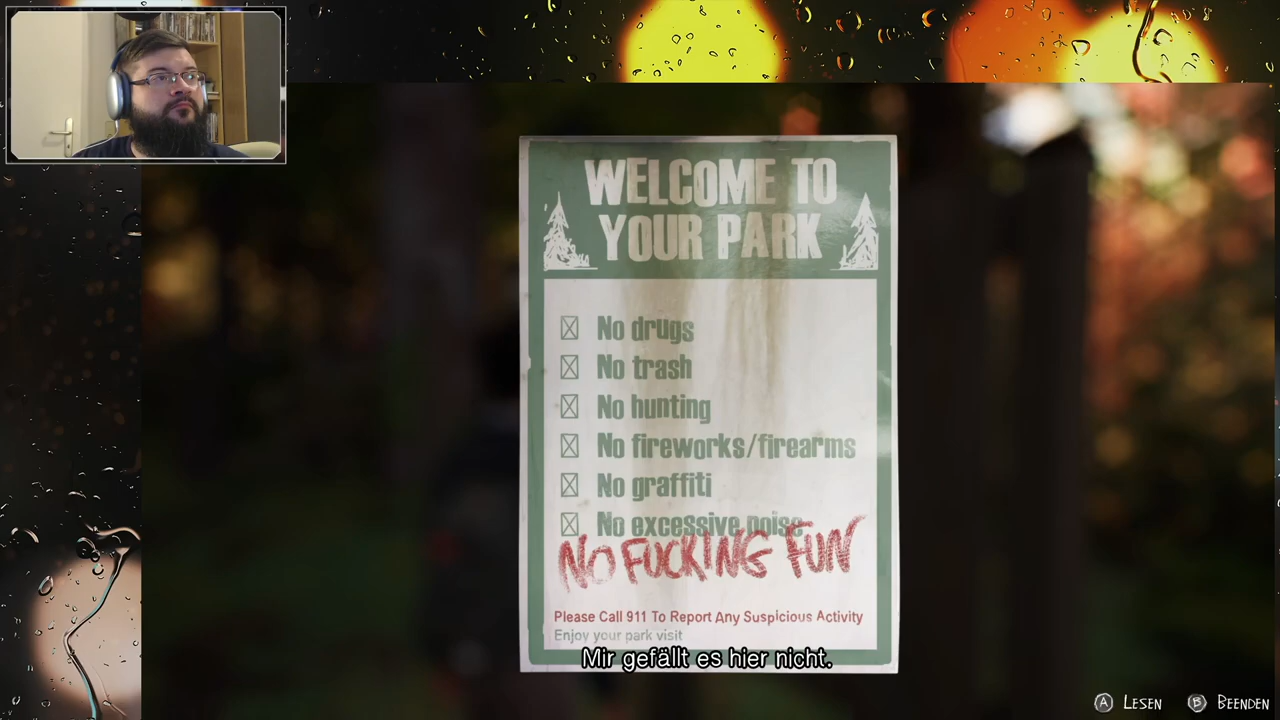 WELCOME TO
YOUR PARK
No drugs
No trash
No hunting
No fireworks/firearms
No graffiti
No excessive noise
NO FUCKING FUN
Please Call 911 To Report Any Suspicious Activity
Enjoy your park visit
Mir gefällt es hier nicht.
A LESEN B BEENDEN